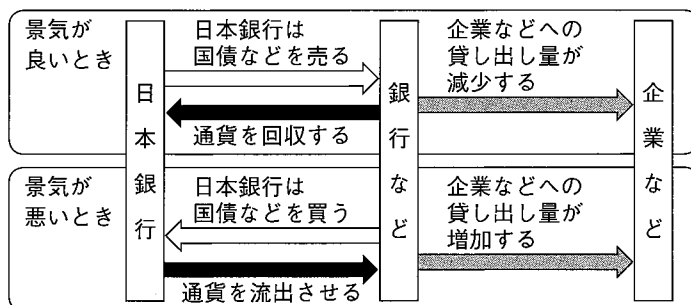 景気が
良いとき
日本銀行は
国債などを売る
通貨を回収する
企業などへの
貸し出し量が
減少する
景気が
悪いとき
日本銀行は
国債などを買う
通貨を流出させる
企業などへの
貸し出し量が
増加する
日本銀行
銀行など
企業など